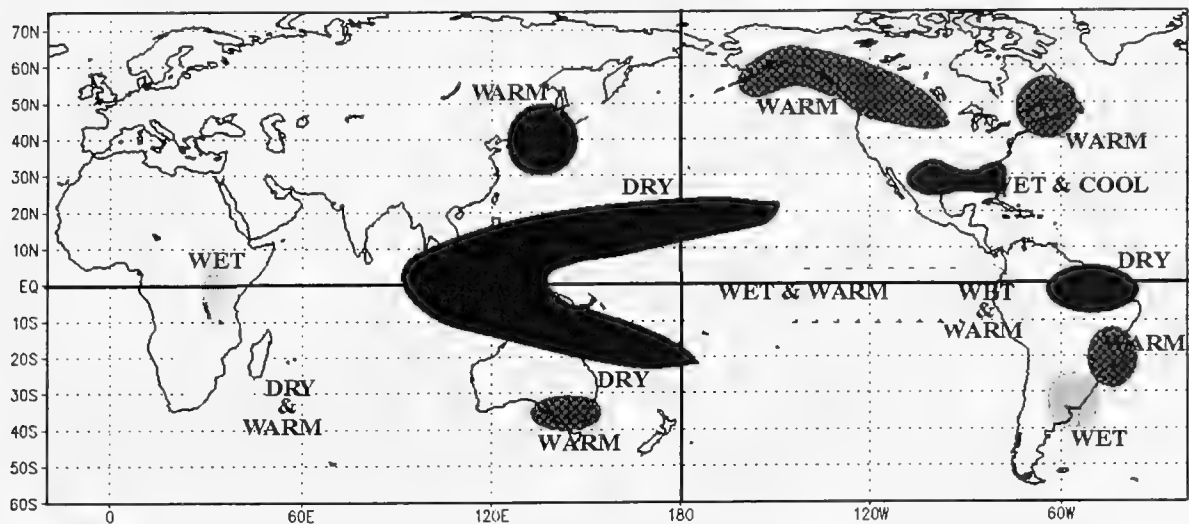 70N
60N
50N
40N
30N
20N
10N
EQ
10S
20S
30S
40S
50S
60S
WARM
WARM
WARM
DRY
WET & COOL
WET
DRY
WET & WARM
WET
&
WARM
WARM
DRY
DRY
&
WARM
WARM
WET
0
60E
120E
180
120W
60W